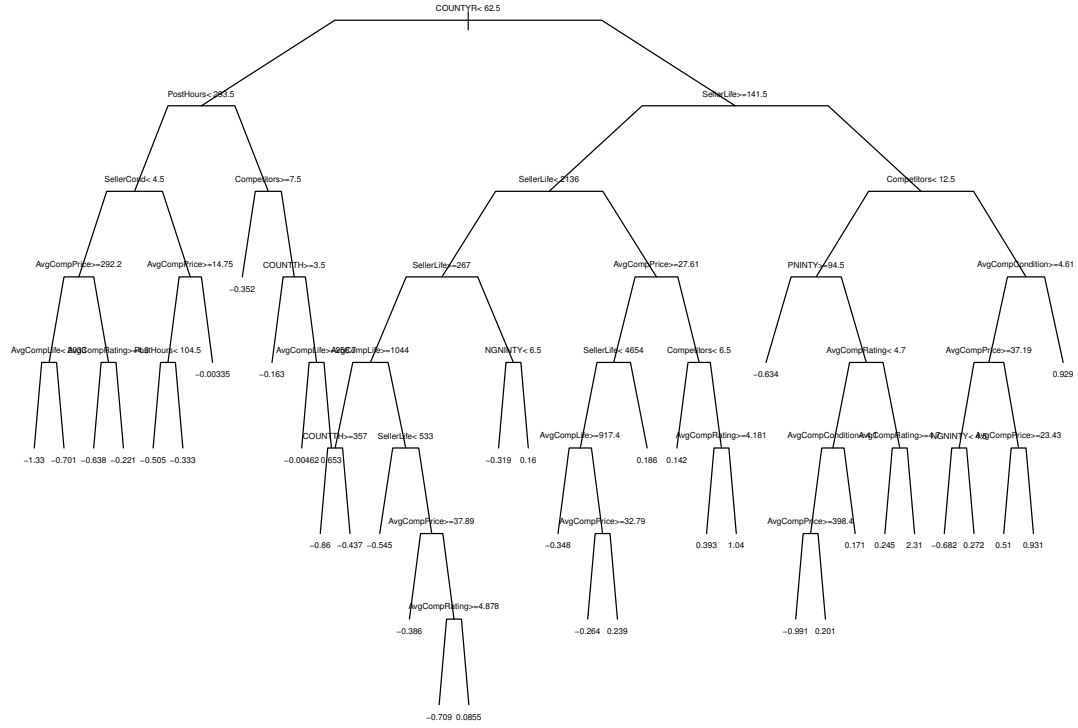 COUNTYR< 62.5
PostHours< 293.5
SellerLife>=141.5
SellerCond< 4.5
Competitors>=7.5
SellerLife< 2136
Competitors< 12.5
AvgCompPrice>=292.2
AvgCompPrice>=14.75
COUNTTH>=3.5
SellerLife>=267
AvgCompPrice>=27.61
PNINTY>=94.5
AvgCompCondition>=4.61
−0.352
PostHours< 104.5
AvgCompLife>=1044
NGNINTY< 6.5
SellerLife< 4654
Competitors< 6.5
AvgCompRating< 4.7
AvgCompPrice>=37.19
−0.00335
−0.163
−0.634
0.929
COUNTTH>=357
SellerLife< 533
AvgCompLife>=917.4
AvgCompRating>=4.181
AvgCompPrice>=23.43
−1.33
−0.701
−0.638
−0.221
−0.505
−0.333
−0.00462
0.653
−0.319
0.16
0.186
0.142
AvgCompPrice>=37.89
AvgCompPrice>=32.79
AvgCompPrice>=398.4
−0.86
−0.437
−0.545
−0.348
0.393
1.04
0.171
0.245
2.31
−0.682
0.272
0.51
0.931
AvgCompRating>=4.878
−0.386
−0.264
0.239
−0.991
0.201
−0.709
0.0855